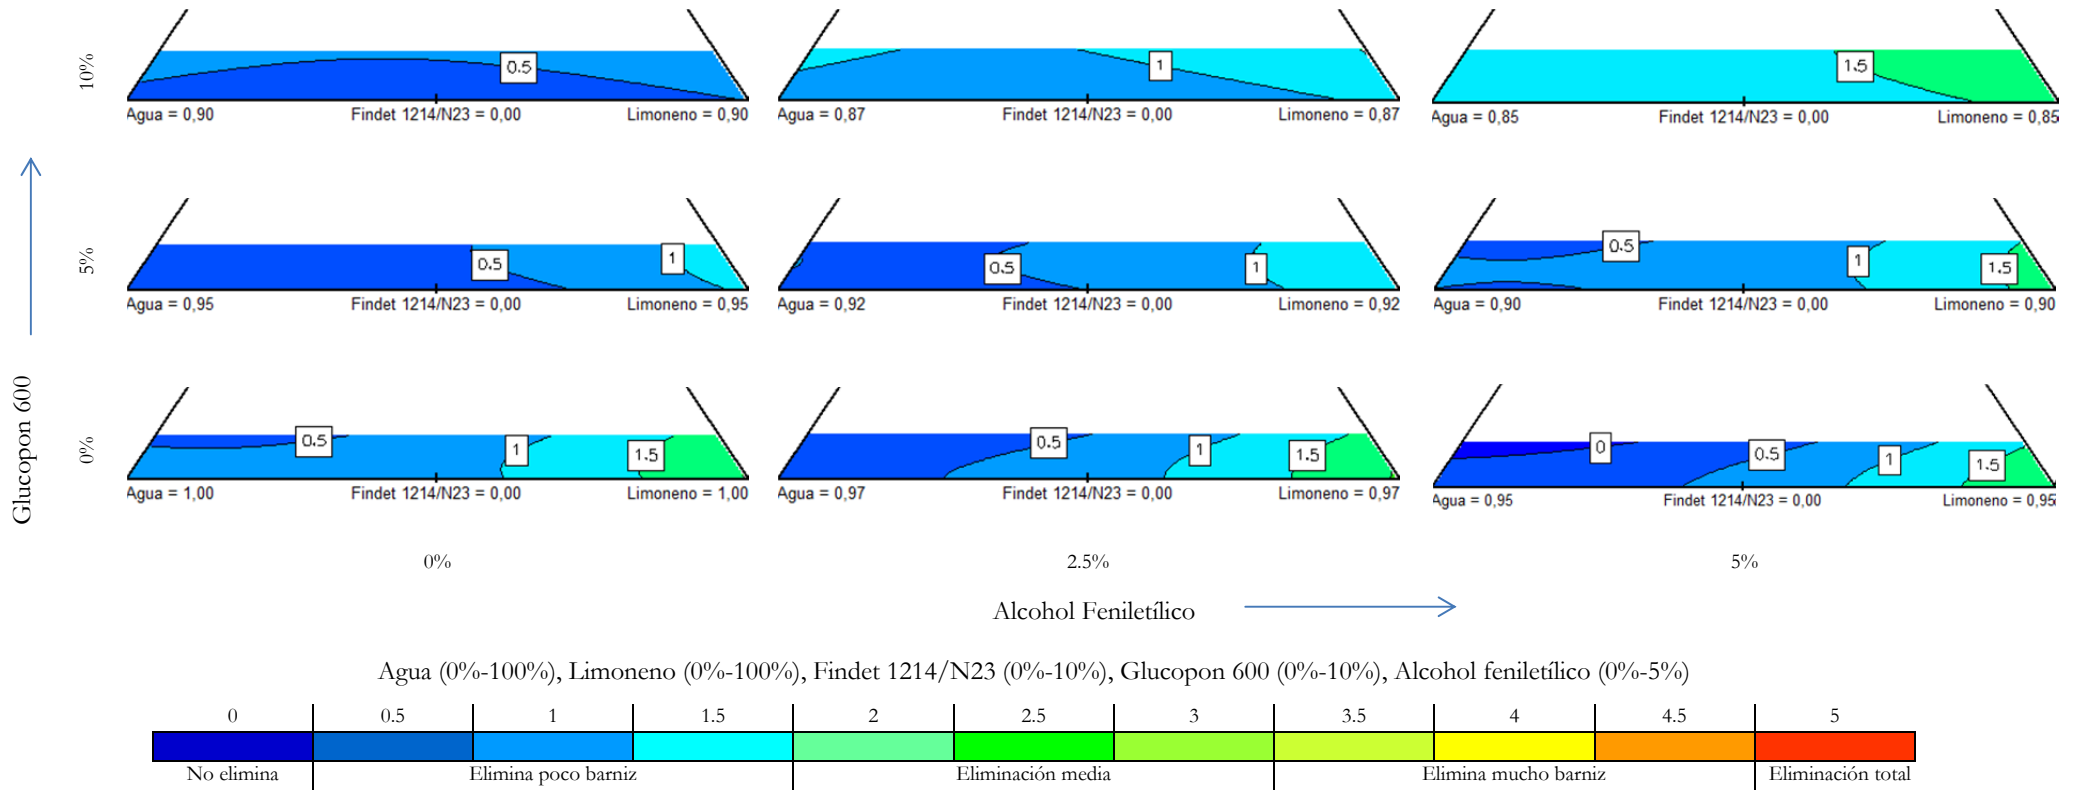 10%
0.5
1
1.5
Agua = 0,90 Findet 1214/N23 = 0,00 Limoneno = 0,90
Agua = 0,87 Findet 1214/N23 = 0,00 Limoneno = 0,87
Agua = 0,85 Findet 1214/N23 = 0,00 Limoneno = 0,85
5%
0.5 1
0.5 1
0.5 1 1.5
Agua = 0,95 Findet 1214/N23 = 0,00 Limoneno = 0,95
Agua = 0,92 Findet 1214/N23 = 0,00 Limoneno = 0,92
Agua = 0,90 Findet 1214/N23 = 0,00 Limoneno = 0,90
Glucopon 600
0%
0.5 1 1.5
0.5 1 1.5
0 0.5 1 1.5
Agua = 1,00 Findet 1214/N23 = 0,00 Limoneno = 1,00
Agua = 0,97 Findet 1214/N23 = 0,00 Limoneno = 0,97
Agua = 0,95 Findet 1214/N23 = 0,00 Limoneno = 0,95
0% 2.5% 5%
Alcohol Feniletílico
Agua (0%-100%), Limoneno (0%-100%), Findet 1214/N23 (0%-10%), Glucopon 600 (0%-10%), Alcohol feniletílico (0%-5%)
0 0.5 1 1.5 2 2.5 3 3.5 4 4.5 5
No elimina Elimina poco barniz Eliminación media Elimina mucho barniz Eliminación total